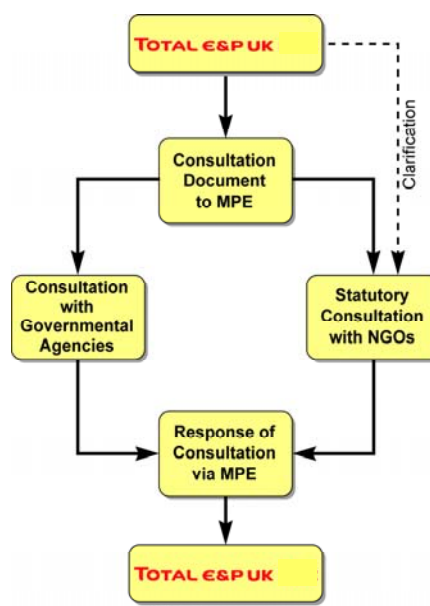 TOTAL E&P UK
Consultation
Document
to MPE
Clarification
Consultation
with
Governmental
Agencies
Statutory
Consultation
with NGOs
Response of
Consultation
via MPE
TOTAL E&P UK